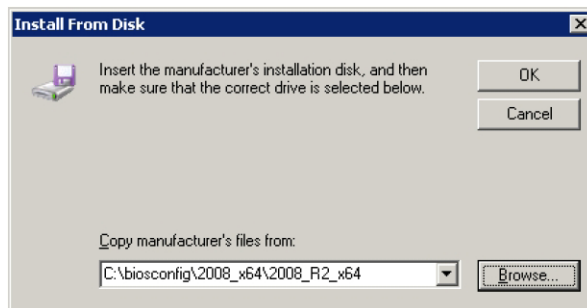 Install From Disk
Insert the manufacturer's installation disk, and then
make sure that the correct drive is selected below.
OK
Cancel
Copy manufacturer's files from:
C:\biosconfig\2008_x64\2008_R2_x64
Browse...